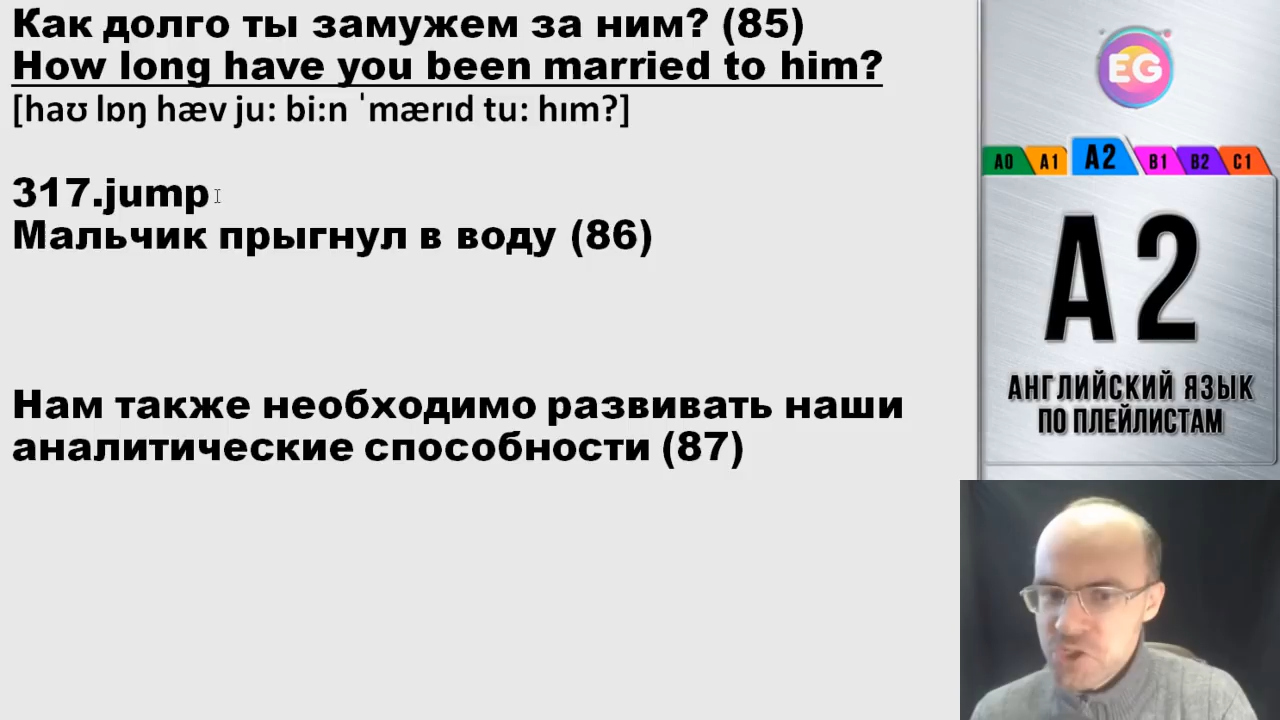 Как долго ты замужем за ним? (85)
How long have you been married to him?
[haʊ lɒŋ hæv ju: bi:n ˈmærɪd tu: hɪm?]
317.jump
Мальчик прыгнул в воду (86)
Нам также необходимо развивать наши
аналитические способности (87)
EG
A0 A1 A2 B1 B2 C1
A2
АНГЛИЙСКИЙ ЯЗЫК
ПО ПЛЕЙЛИСТАМ